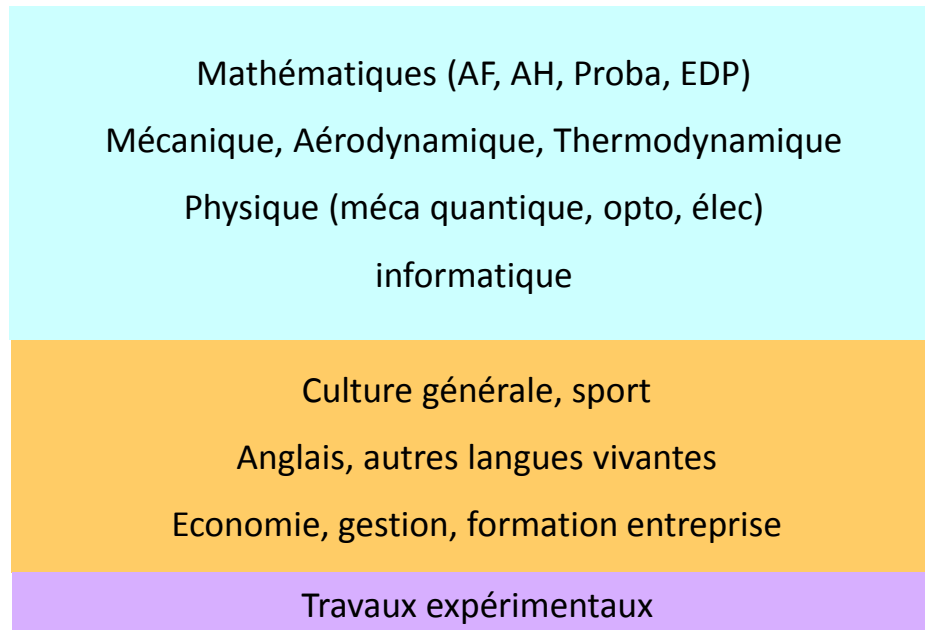 Mathématiques (AF, AH, Proba, EDP)
Mécanique, Aérodynamique, Thermodynamique
Physique (méca quantique, opto, élec)
informatique
Culture générale, sport
Anglais, autres langues vivantes
Economie, gestion, formation entreprise
Travaux expérimentaux